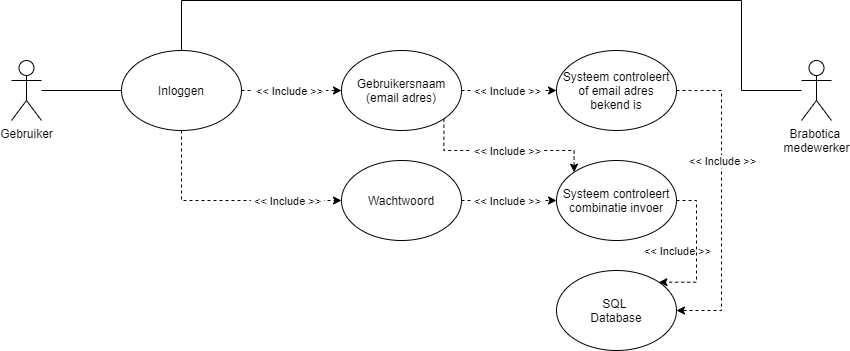 Inloggen
<< Include >>
Gebruikersnaam
(email adres)
<< Include >>
Systeem controleert
of email adres
bekend is
Gebruiker
Brabotica
medewerker
<< Include >>
<< Include >>
<< Include >>
Wachtwoord
<< Include >>
Systeem controleert
combinatie invoer
<< Include >>
SQL
Database